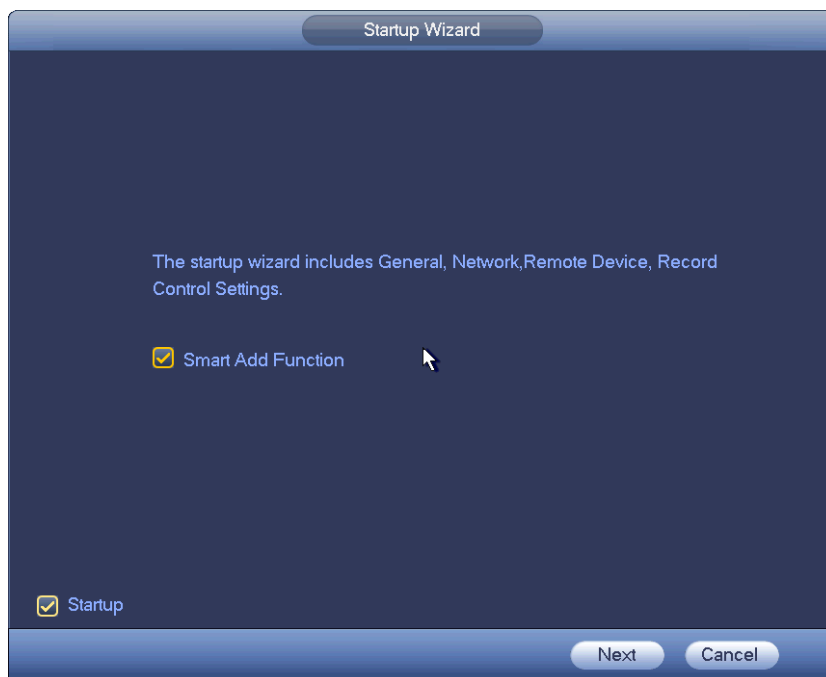 Startup Wizard
The startup wizard includes General, Network,Remote Device, Record
Control Settings.
Smart Add Function
Startup
Next Cancel